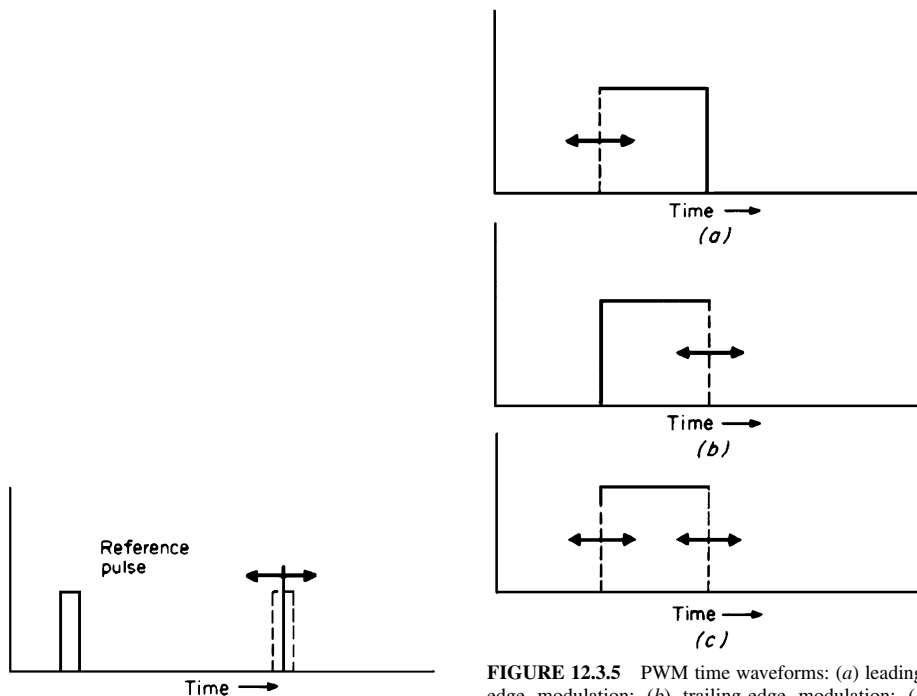 Reference
pulse
Time
Time
(a)
Time
(b)
Time
(c)
FIGURE 12.3.5 PWM time waveforms: (a) leading
edge modulation; (b) trailing-edge modulation;